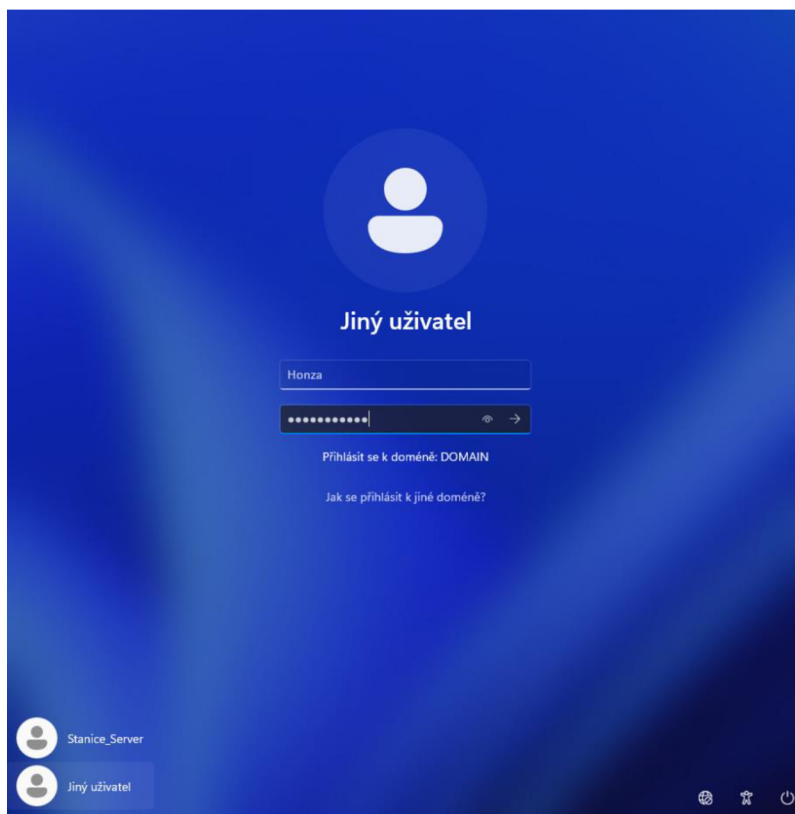 Jiný uživatel
Honza
Přihlásit se k doméně: DOMAIN
Jak se přihlásit k jiné doméně?
Stanice_Server
Jiný uživatel